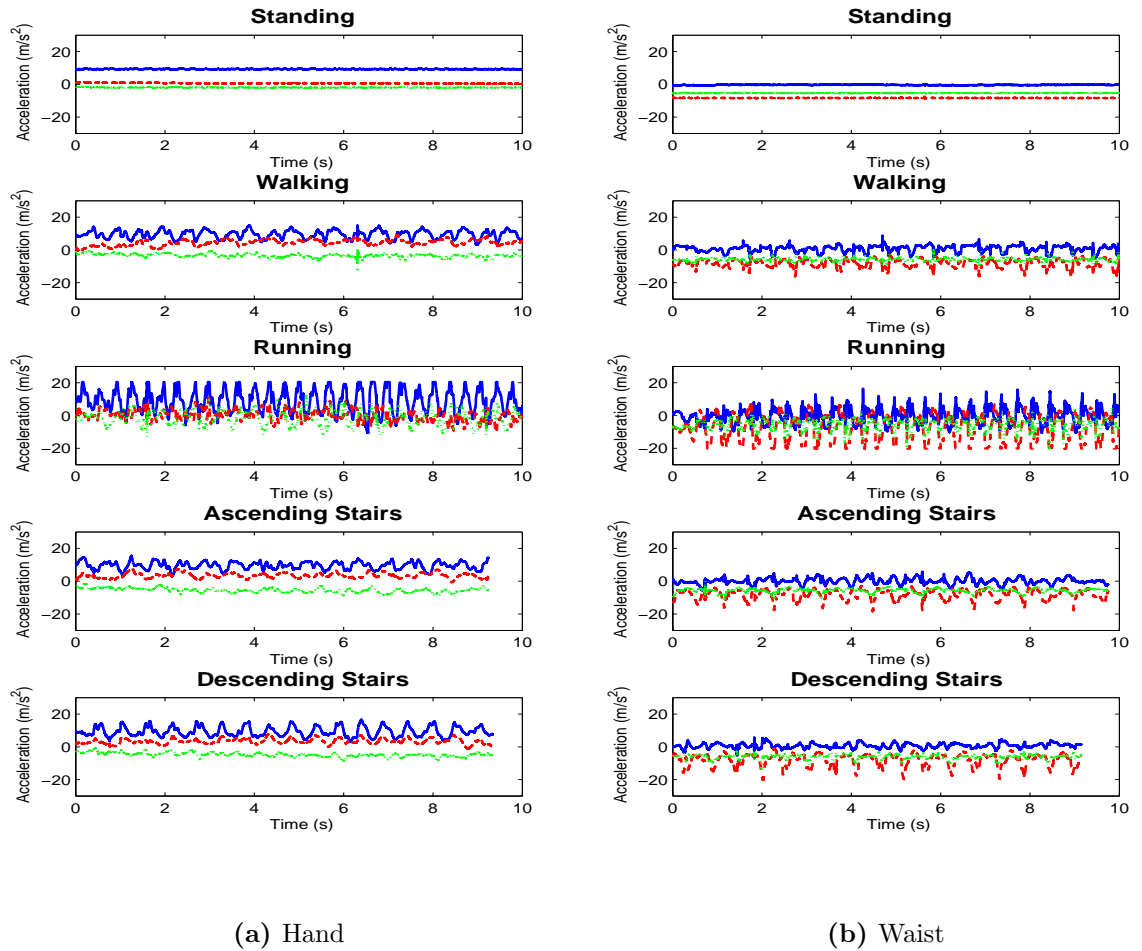 Standing
Acceleration (m/s²)
20
0
−20
0 2 4 6 8 10
Time (s)
Walking
Acceleration (m/s²)
20
0
−20
0 2 4 6 8 10
Time (s)
Running
Acceleration (m/s²)
20
0
−20
0 2 4 6 8 10
Time (s)
Ascending Stairs
Acceleration (m/s²)
20
0
−20
0 2 4 6 8 10
Time (s)
Descending Stairs
Acceleration (m/s²)
20
0
−20
0 2 4 6 8 10
Time (s)
(a) Hand
Standing
Acceleration (m/s²)
20
0
−20
0 2 4 6 8 10
Time (s)
Walking
Acceleration (m/s²)
20
0
−20
0 2 4 6 8 10
Time (s)
Running
Acceleration (m/s²)
20
0
−20
0 2 4 6 8 10
Time (s)
Ascending Stairs
Acceleration (m/s²)
20
0
−20
0 2 4 6 8 10
Time (s)
Descending Stairs
Acceleration (m/s²)
20
0
−20
0 2 4 6 8 10
Time (s)
(b) Waist